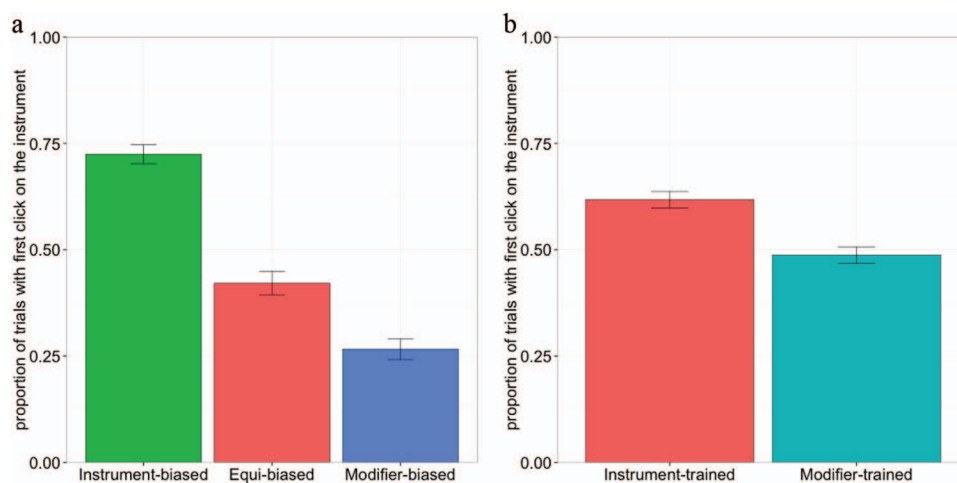 a
proportion of trials with first click on the instrument
1.00
0.75
0.50
0.25
0.00
Instrument-biased Equi-biased Modifier-biased
b
proportion of trials with first click on the instrument
1.00
0.75
0.50
0.25
0.00
Instrument-trained Modifier-trained